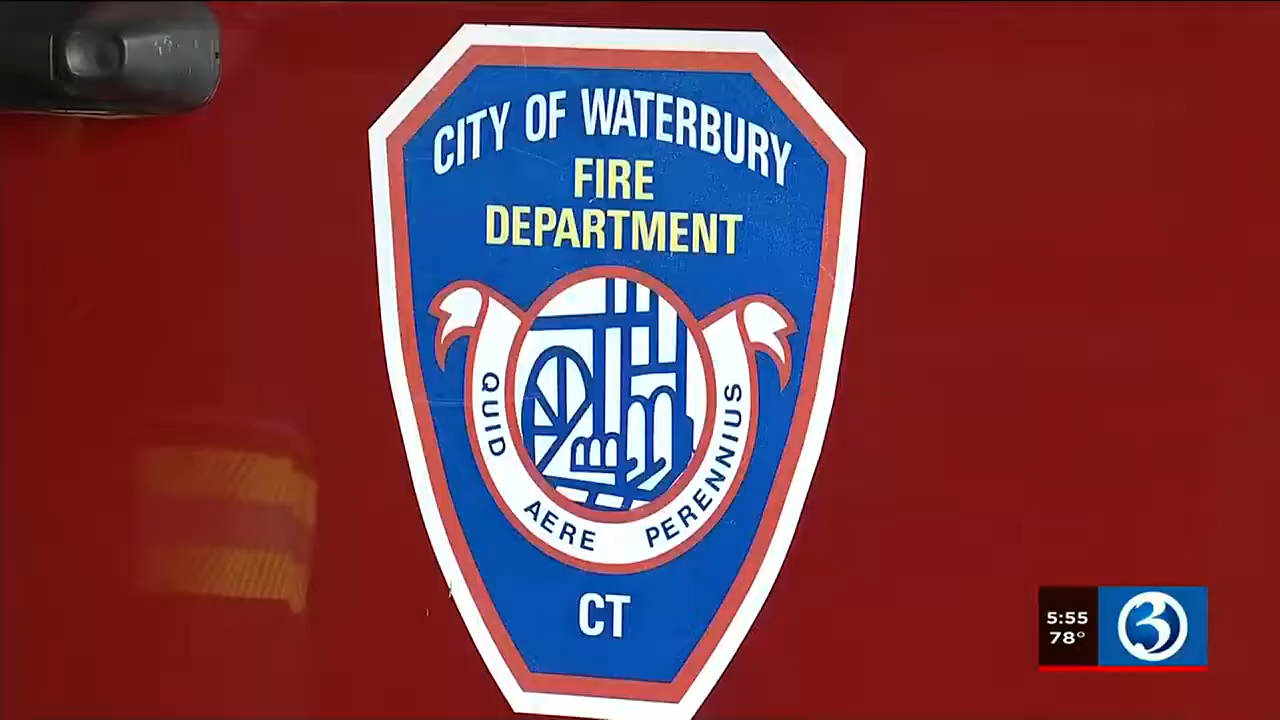 CITY OF WATERBURY
FIRE
DEPARTMENT
QUID AERE PERENNIUS
CT
5:55
78°
3